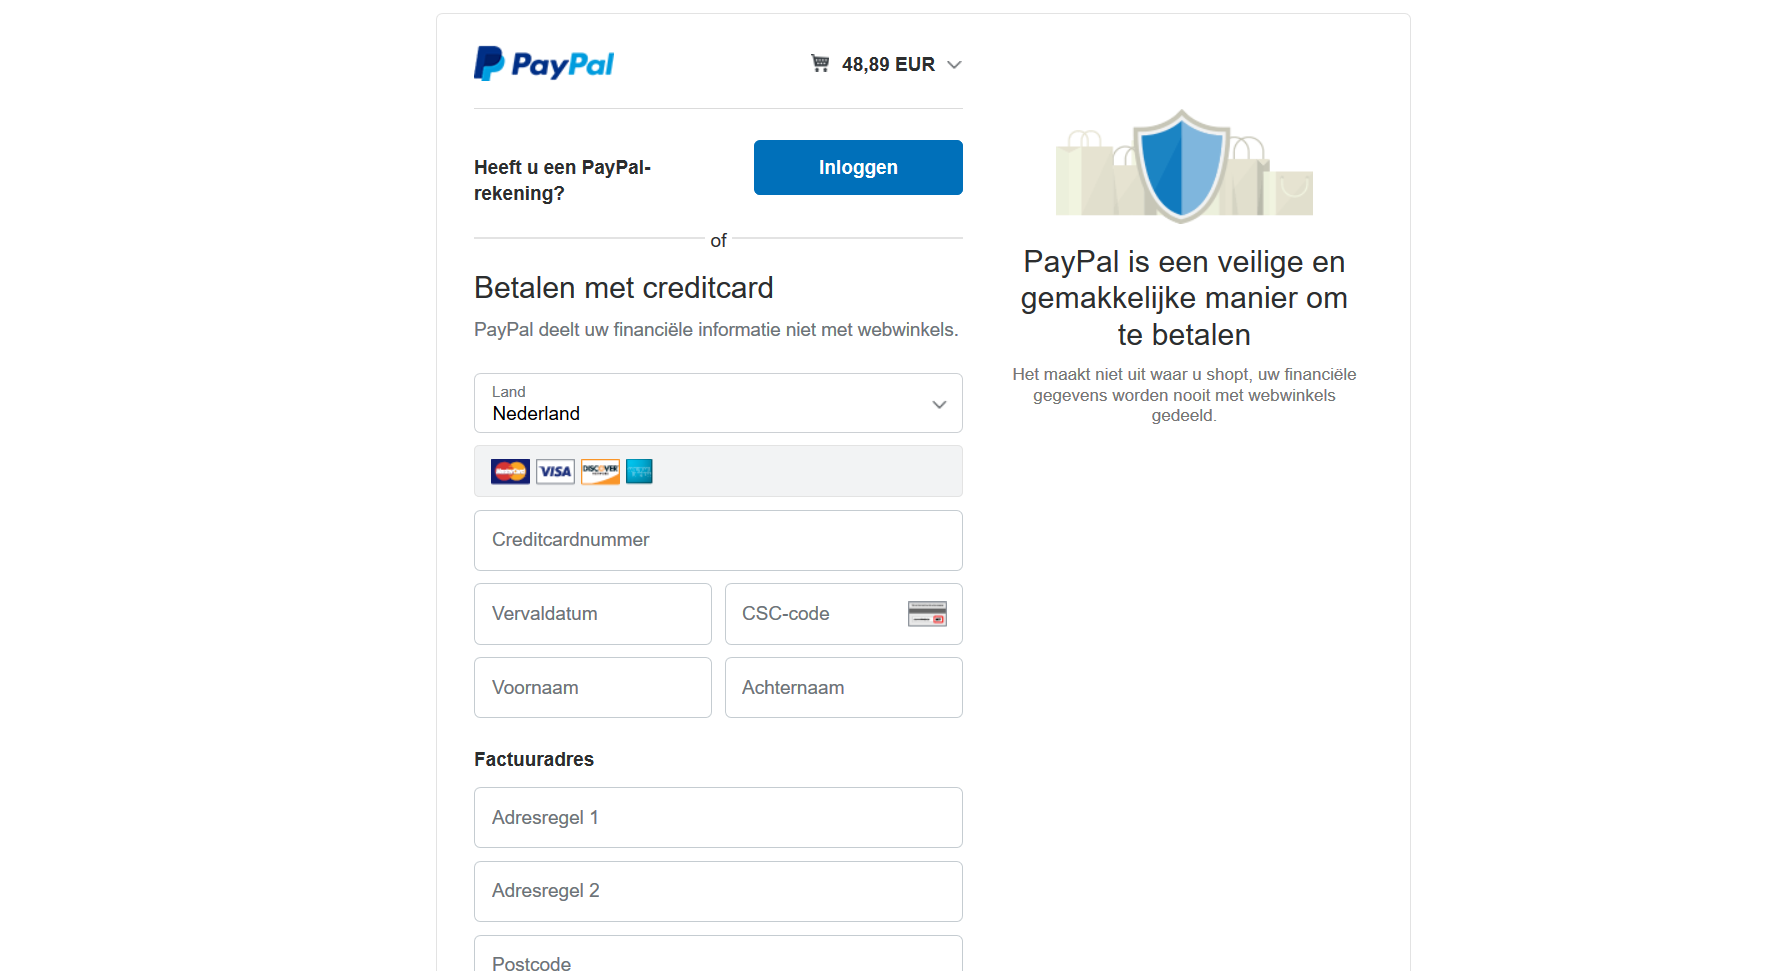 PayPal
48,89 EUR
Heeft u een PayPal-
rekening?
Inloggen
of
Betalen met creditcard
PayPal deelt uw financiële informatie niet met webwinkels.
Land
Nederland
MasterCard VISA DISCOVER
Creditcardnummer
Vervaldatum
CSC-code
Voornaam
Achternaam
Factuuradres
Adresregel 1
Adresregel 2
Postcode
PayPal is een veilige en
gemakkelijke manier om
te betalen
Het maakt niet uit waar u shopt, uw financiële
gegevens worden nooit met webwinkels
gedeeld.